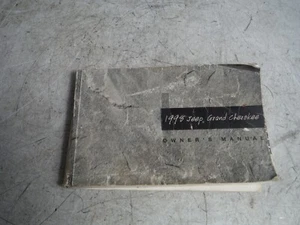 1998 Jeep, Grand Cherokee
OWNER'S MANUAL